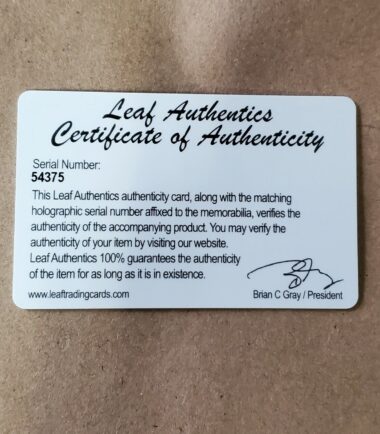 Leaf Authentics
Certificate of Authenticity
Serial Number:
54375
This Leaf Authentics authenticity card, along with the matching
holographic serial number affixed to the memorabilia, verifies the
authenticity of the accompanying product. You may verify the
authenticity of your item by visiting our website.
Leaf Authentics 100% guarantees the authenticity
of the item for as long as it is in existence.
www.leaftradingcards.com
Brian C Gray / President